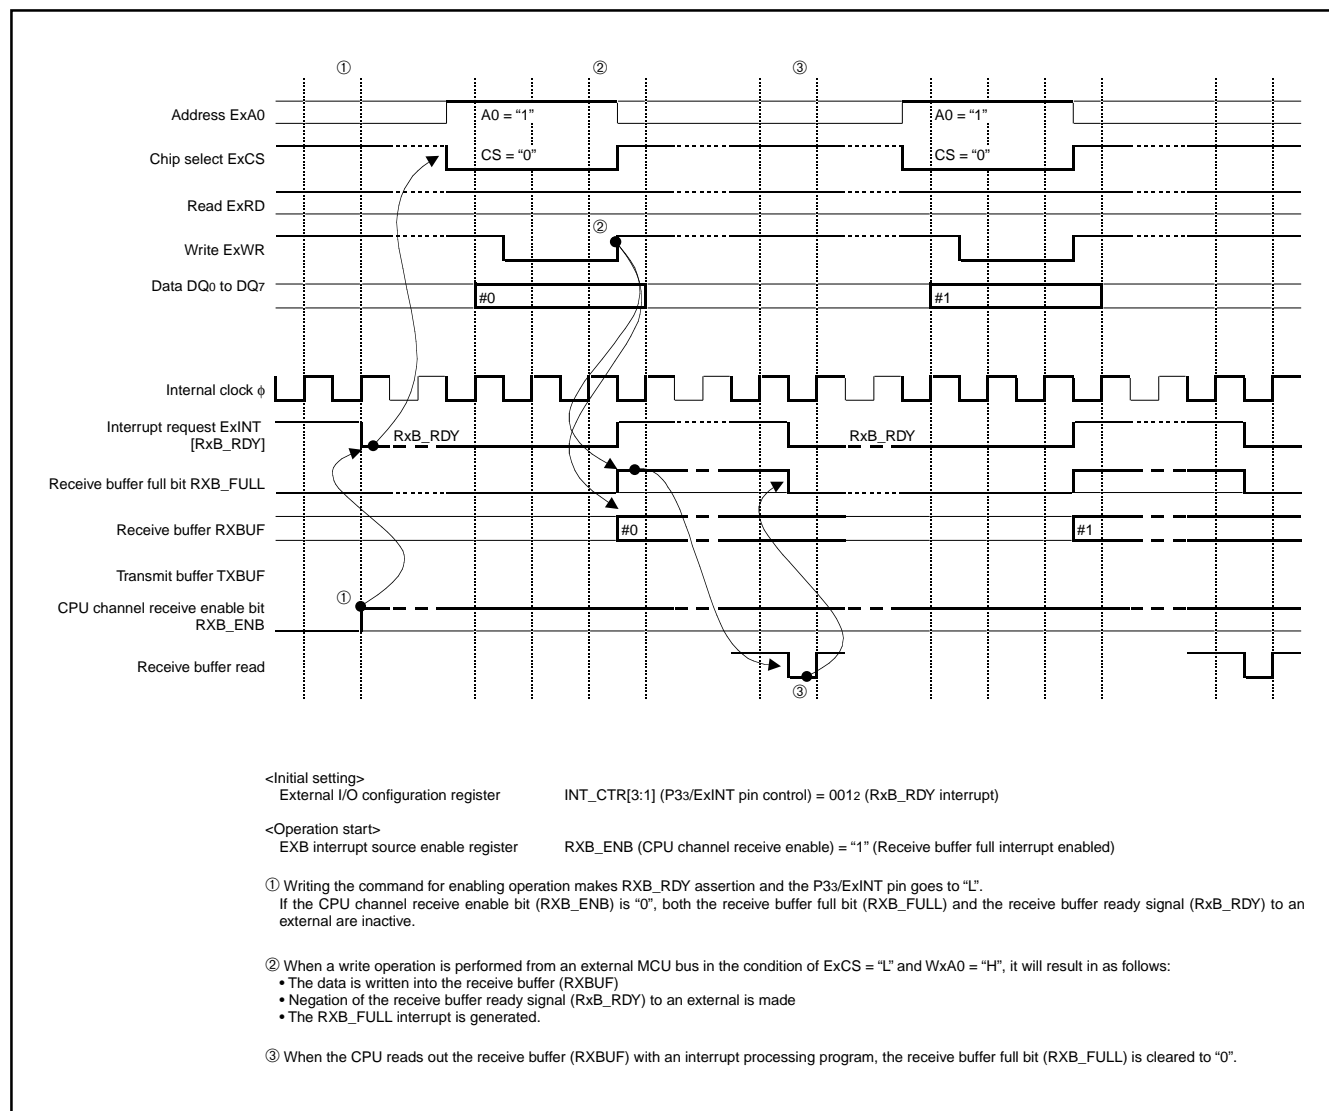 ① ② ③
Address ExA0
A0 = “1” A0 = “1”
Chip select ExCS
CS = “0” CS = “0”
Read ExRD
②
Write ExWR
Data DQ0 to DQ7
#0 #1
Internal clock ϕ
Interrupt request ExINT
[RxB_RDY]
RxB_RDY RxB_RDY
Receive buffer full bit RXB_FULL
Receive buffer RXBUF
#0 #1
Transmit buffer TXBUF
CPU channel receive enable bit
RXB_ENB
①
Receive buffer read
③
<Initial setting>
External I/O configuration register INT_CTR[3:1] (P33/ExINT pin control) = 0012 (RxB_RDY interrupt)
<Operation start>
EXB interrupt source enable register RXB_ENB (CPU channel receive enable) = “1” (Receive buffer full interrupt enabled)
① Writing the command for enabling operation makes RXB_RDY assertion and the P33/ExINT pin goes to “L”.
If the CPU channel receive enable bit (RXB_ENB) is “0”, both the receive buffer full bit (RXB_FULL) and the receive buffer ready signal (RxB_RDY) to an
external are inactive.
② When a write operation is performed from an external MCU bus in the condition of ExCS = “L” and WxA0 = “H”, it will result in as follows:
• The data is written into the receive buffer (RXBUF)
• Negation of the receive buffer ready signal (RxB_RDY) to an external is made
• The RXB_FULL interrupt is generated.
③ When the CPU reads out the receive buffer (RXBUF) with an interrupt processing program, the receive buffer full bit (RXB_FULL) is cleared to “0”.